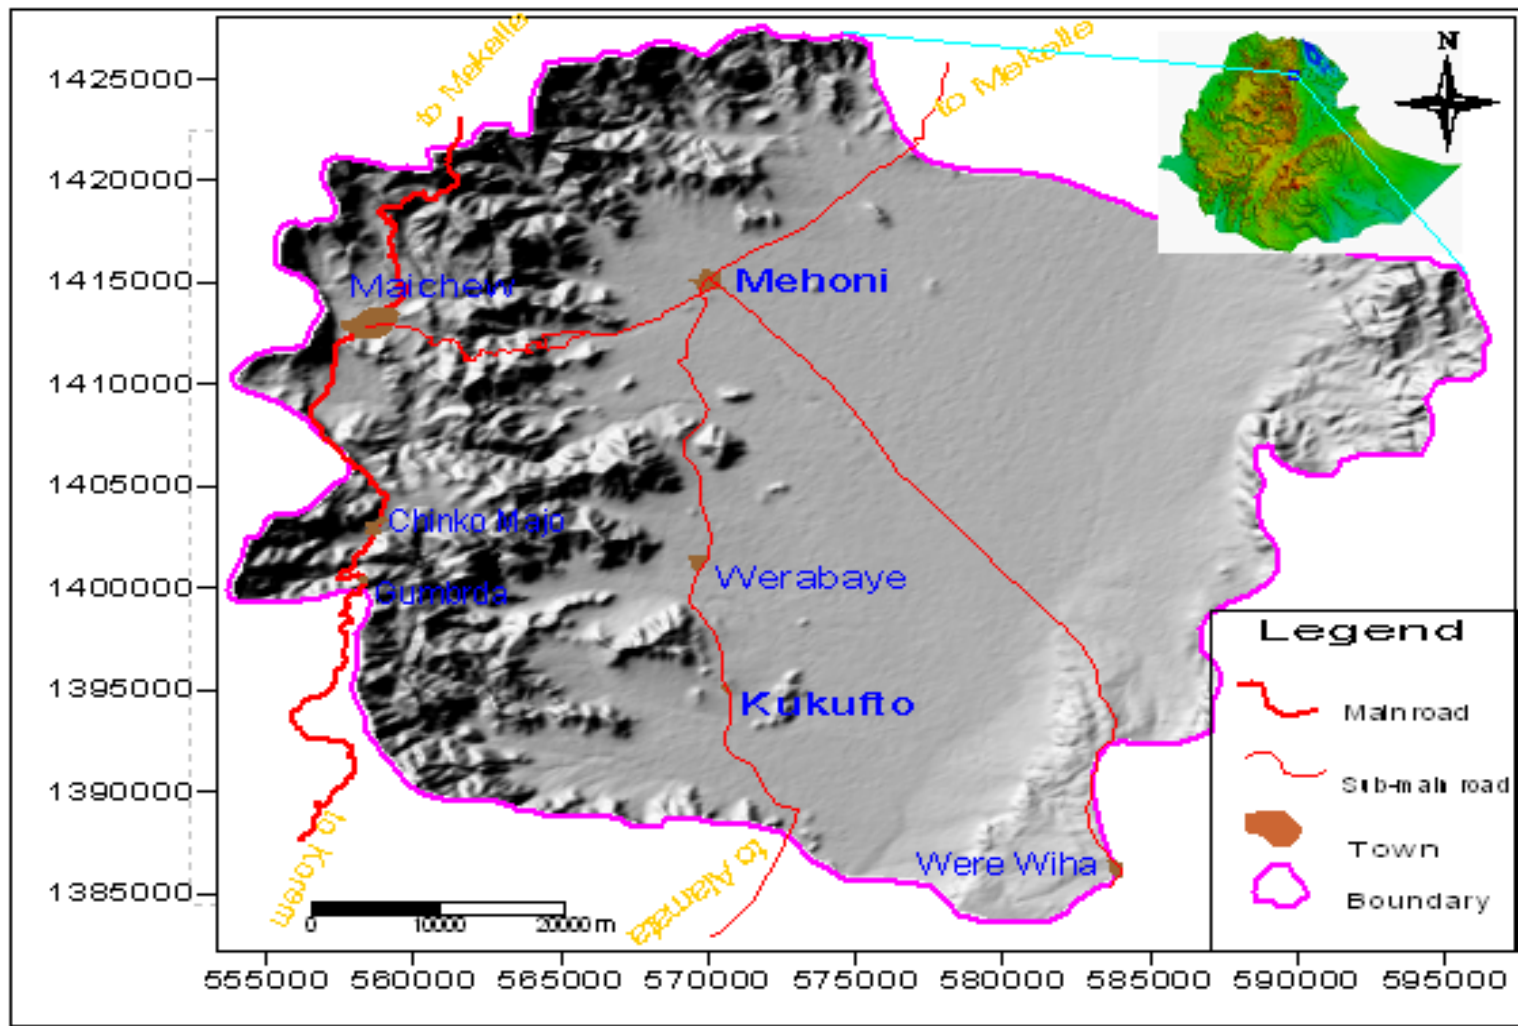 to Mekelle
to Mekelle
N
1425000
1420000
1415000
1410000
1405000
1400000
1395000
1390000
1385000
Maichew
Mehoni
Chinko Majo
Werabaye
Gumbrda
Kukufto
Were Wiha
to Korem
to Alamata
0 10000 20000 m
Legend
Main road
Sub-main road
Town
Boundary
555000 560000 565000 570000 575000 580000 585000 590000 595000